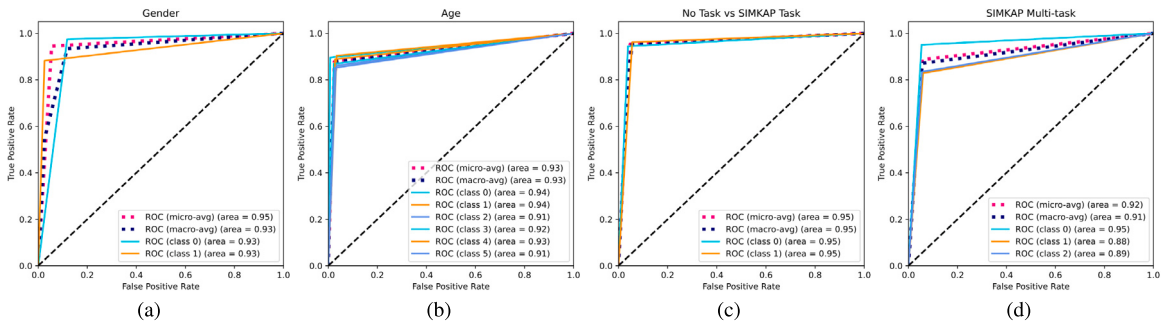 Gender
True Positive Rate
1.0
0.8
0.6
0.4
0.2
0.0
ROC (micro-avg) (area = 0.95)
ROC (macro-avg) (area = 0.93)
ROC (class 0) (area = 0.93)
ROC (class 1) (area = 0.93)
0.0 0.2 0.4 0.6 0.8 1.0
False Positive Rate
(a)
Age
True Positive Rate
1.0
0.8
0.6
0.4
0.2
0.0
ROC (micro-avg) (area = 0.93)
ROC (macro-avg) (area = 0.93)
ROC (class 0) (area = 0.94)
ROC (class 1) (area = 0.94)
ROC (class 2) (area = 0.91)
ROC (class 3) (area = 0.92)
ROC (class 4) (area = 0.93)
ROC (class 5) (area = 0.91)
0.0 0.2 0.4 0.6 0.8 1.0
False Positive Rate
(b)
No Task vs SIMKAP Task
True Positive Rate
1.0
0.8
0.6
0.4
0.2
0.0
ROC (micro-avg) (area = 0.95)
ROC (macro-avg) (area = 0.95)
ROC (class 0) (area = 0.95)
ROC (class 1) (area = 0.95)
0.0 0.2 0.4 0.6 0.8 1.0
False Positive Rate
(c)
SIMKAP Multi-task
True Positive Rate
1.0
0.8
0.6
0.4
0.2
0.0
ROC (micro-avg) (area = 0.92)
ROC (macro-avg) (area = 0.91)
ROC (class 0) (area = 0.95)
ROC (class 1) (area = 0.88)
ROC (class 2) (area = 0.89)
0.0 0.2 0.4 0.6 0.8 1.0
False Positive Rate
(d)